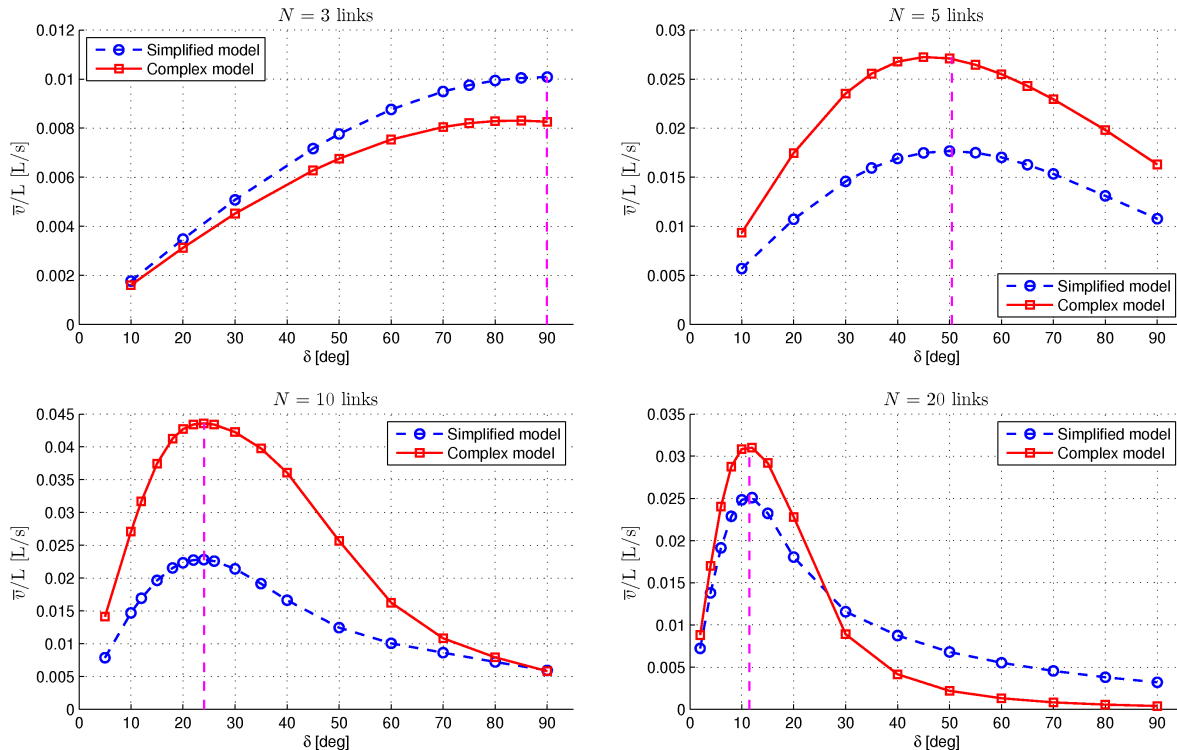 N = 3 links
0.012
0.01
0.008
0.006
0.004
0.002
0
v̅/L [L/s]
Simplified model
Complex model
0 10 20 30 40 50 60 70 80 90
δ [deg]
N = 5 links
0.03
0.025
0.02
0.015
0.01
0.005
0
v̅/L [L/s]
Simplified model
Complex model
0 10 20 30 40 50 60 70 80 90
δ [deg]
N = 10 links
0.045
0.04
0.035
0.03
0.025
0.02
0.015
0.01
0.005
0
v̅/L [L/s]
Simplified model
Complex model
0 10 20 30 40 50 60 70 80 90
δ [deg]
N = 20 links
0.035
0.03
0.025
0.02
0.015
0.01
0.005
0
v̅/L [L/s]
Simplified model
Complex model
0 10 20 30 40 50 60 70 80 90
δ [deg]